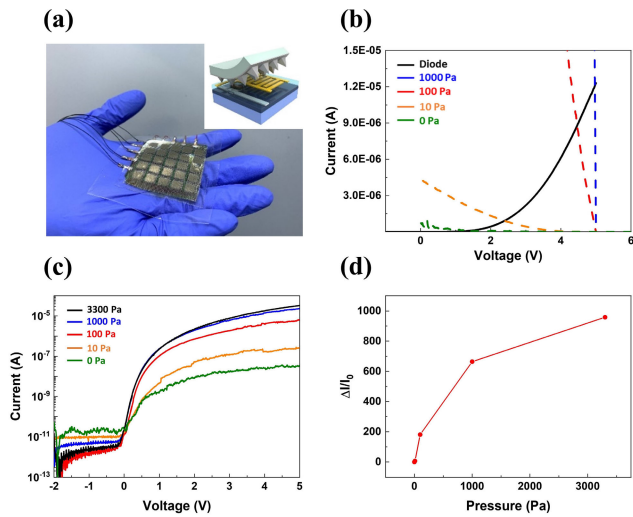 (a)
(b)
Current (A)
1.5E-05
1.2E-05
9.0E-06
6.0E-06
3.0E-06
Diode
1000 Pa
100 Pa
10 Pa
0 Pa
0
2
4
6
Voltage (V)
(c)
Current (A)
10⁻⁵
10⁻⁷
10⁻⁹
10⁻¹¹
10⁻¹³
3300 Pa
1000 Pa
100 Pa
10 Pa
0 Pa
-2
-1
0
1
2
3
4
5
Voltage (V)
(d)
ΔI/I₀
1000
800
600
400
200
0
0
1000
2000
3000
Pressure (Pa)